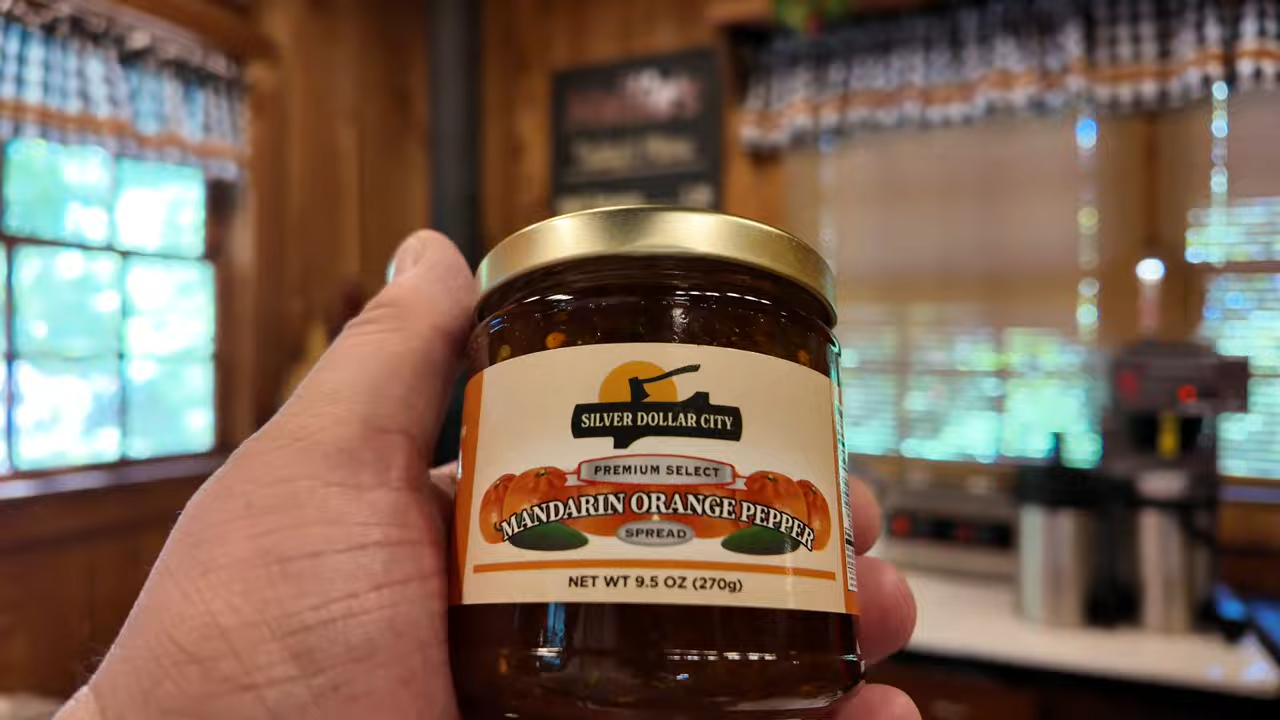 SILVER DOLLAR CITY
PREMIUM SELECT
MANDARIN ORANGE PEPPER
SPREAD
NET WT 9.5 OZ (270g)